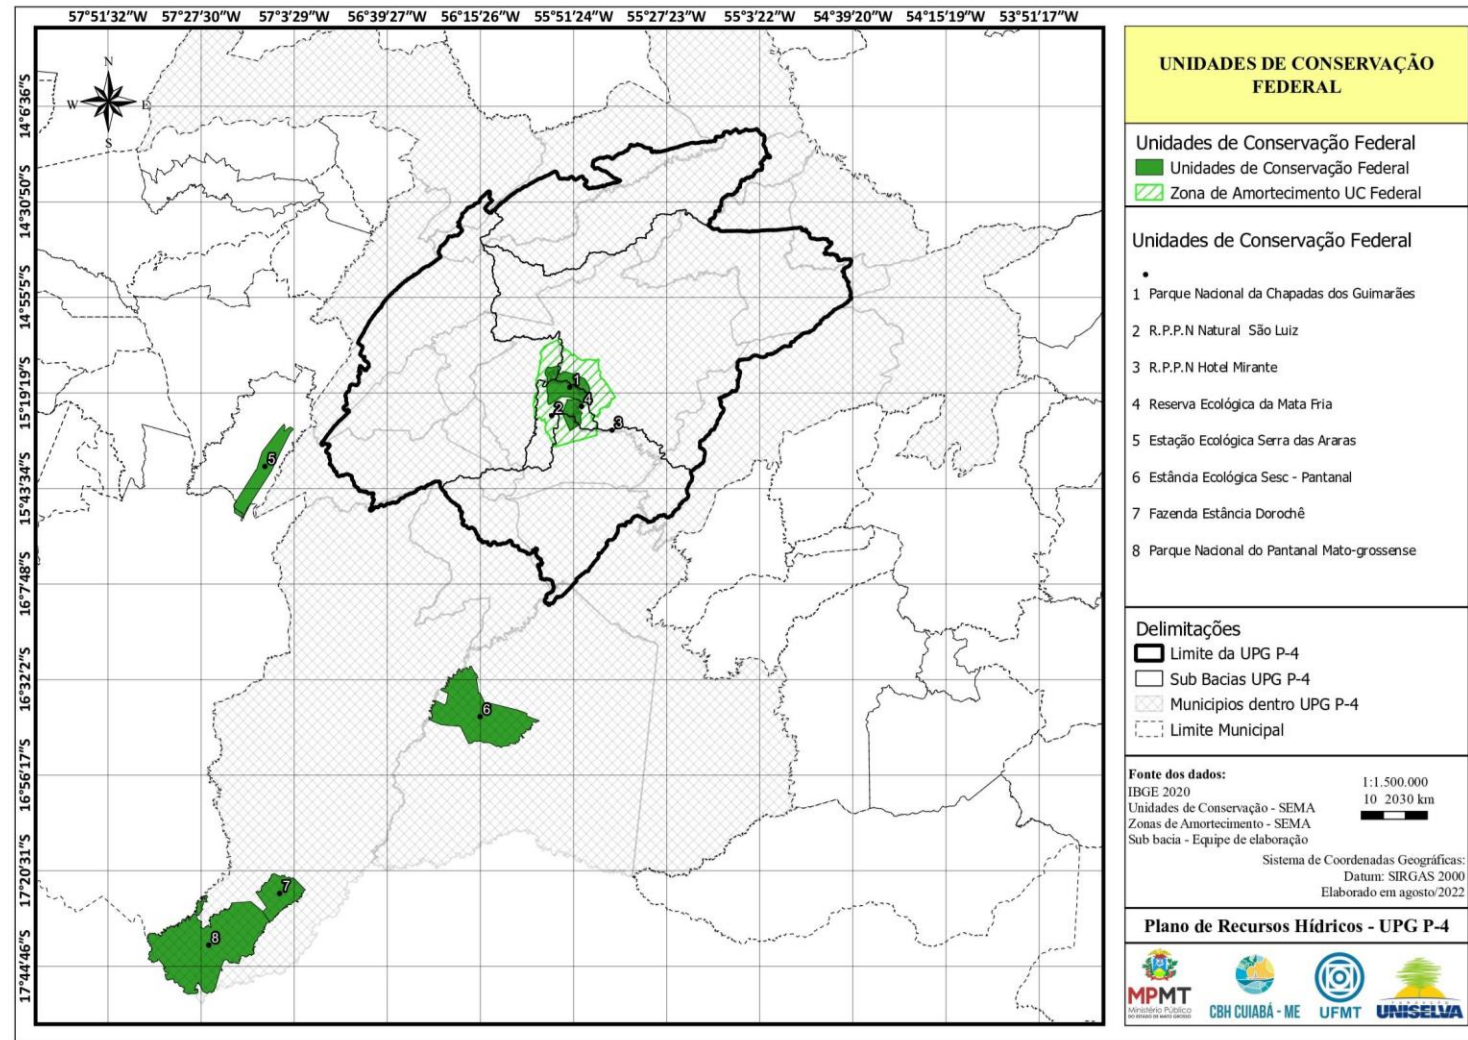 57°51'32"W 57°27'30"W 57°3'29"W 56°39'27"W 56°15'26"W 55°51'24"W 55°27'23"W 55°3'22"W 54°39'20"W 54°15'19"W 53°51'17"W
14°6'36"S
14°30'50"S
14°55'5"S
15°19'19"S
15°43'34"S
16°7'48"S
16°32'2"S
16°56'17"S
17°20'31"S
17°44'46"S
N
W E
S
1
4
2
3
5
6
7
8
UNIDADES DE CONSERVAÇÃO
FEDERAL
Unidades de Conservação Federal
Unidades de Conservação Federal
Zona de Amortecimento UC Federal
Unidades de Conservação Federal
1 Parque Nacional da Chapadas dos Guimarães
2 R.P.P.N Natural São Luiz
3 R.P.P.N Hotel Mirante
4 Reserva Ecológica da Mata Fria
5 Estação Ecológica Serra das Araras
6 Estância Ecológica Sesc - Pantanal
7 Fazenda Estância Dorochê
8 Parque Nacional do Pantanal Mato-grossense
Delimitações
Limite da UPG P-4
Sub Bacias UPG P-4
Municipios dentro UPG P-4
Limite Municipal
Fonte dos dados:
IBGE 2020
Unidades de Conservação - SEMA
Zonas de Amortecimento - SEMA
Sub bacia - Equipe de elaboração
1:1.500.000
10 2030 km
Sistema de Coordenadas Geográficas:
Datum: SIRGAS 2000
Elaborado em agosto/2022
Plano de Recursos Hídricos - UPG P-4
MPMT
Ministério Público
DO ESTADO DE MATO GROSSO
CBH CUIABÁ - ME
UFMT
FUNDAÇÃO
UNISELVA